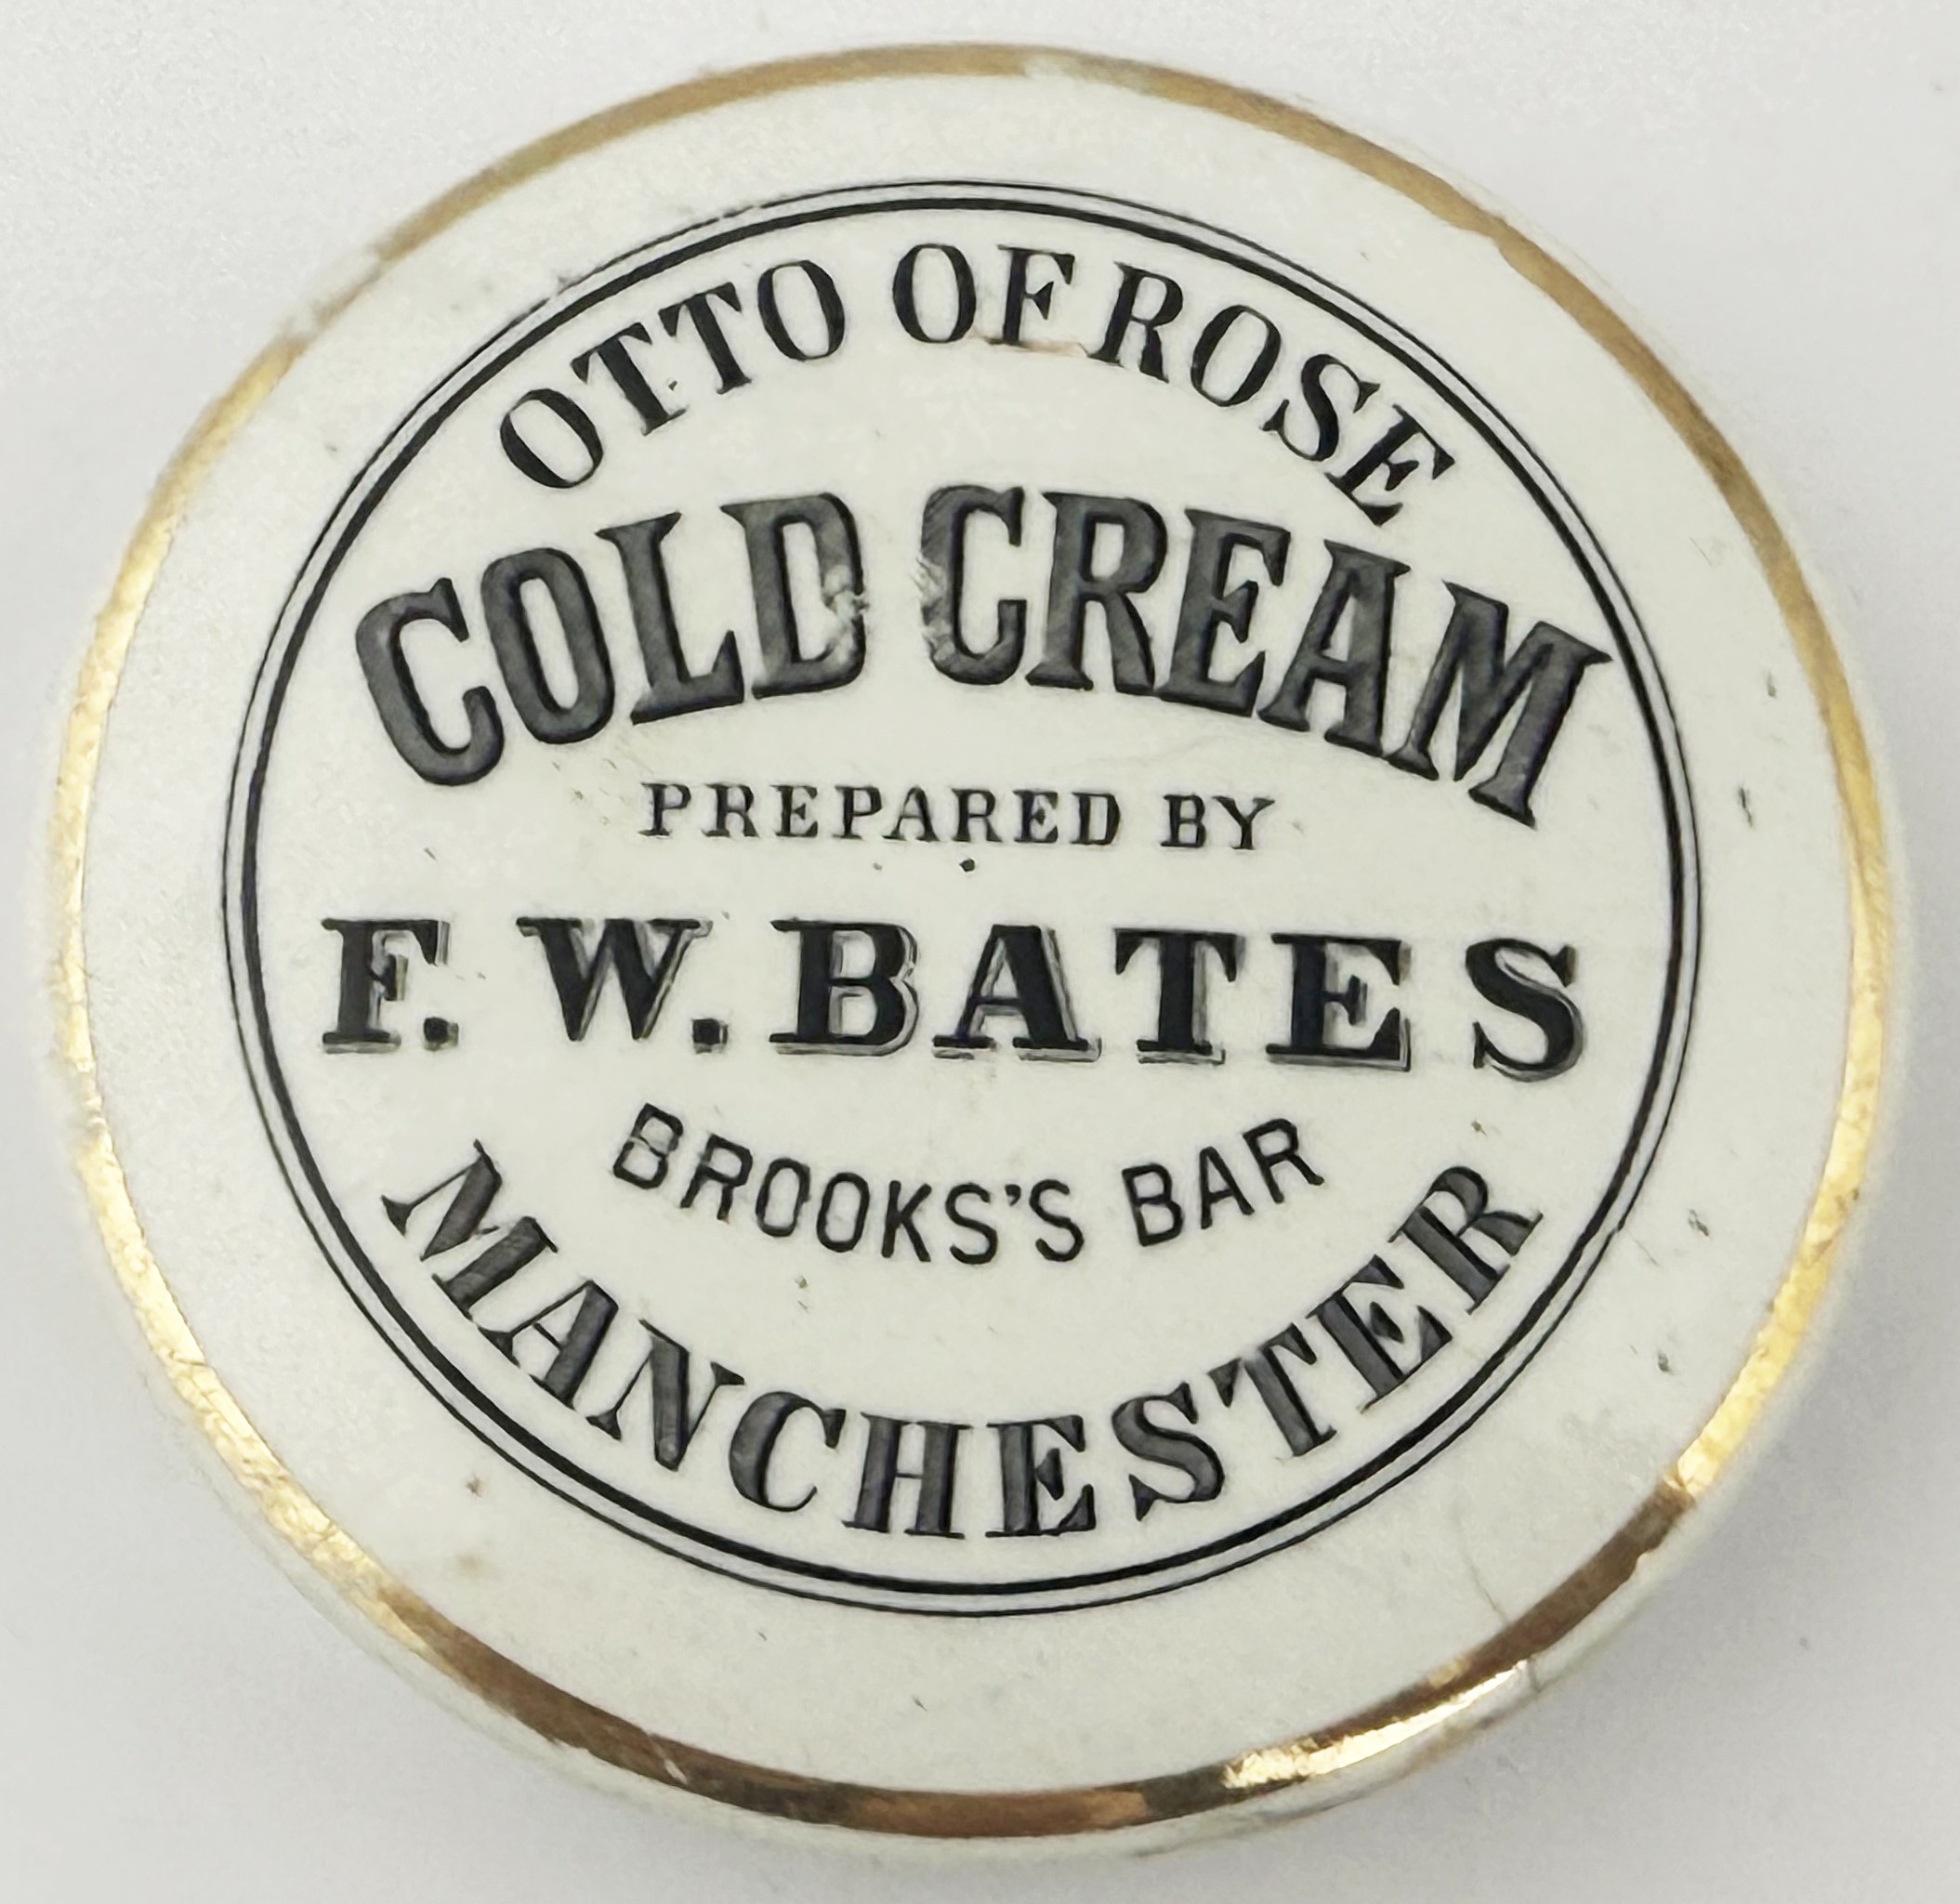 OTTO OF ROSE
COLD CREAM
PREPARED BY
F. W. BATES
BROOKS'S BAR
MANCHESTER